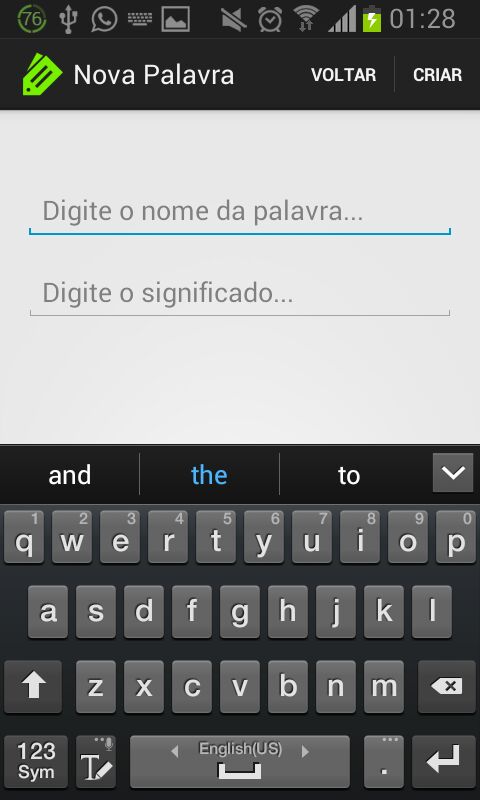 76 01:28
Nova Palavra VOLTAR CRIAR
Digite o nome da palavra...
Digite o significado...
and the to
1 2 3 4 5 6 7 8 9 0
q w e r t y u i o p
a s d f g h j k l
z x c v b n m
123 Sym T English(US) .